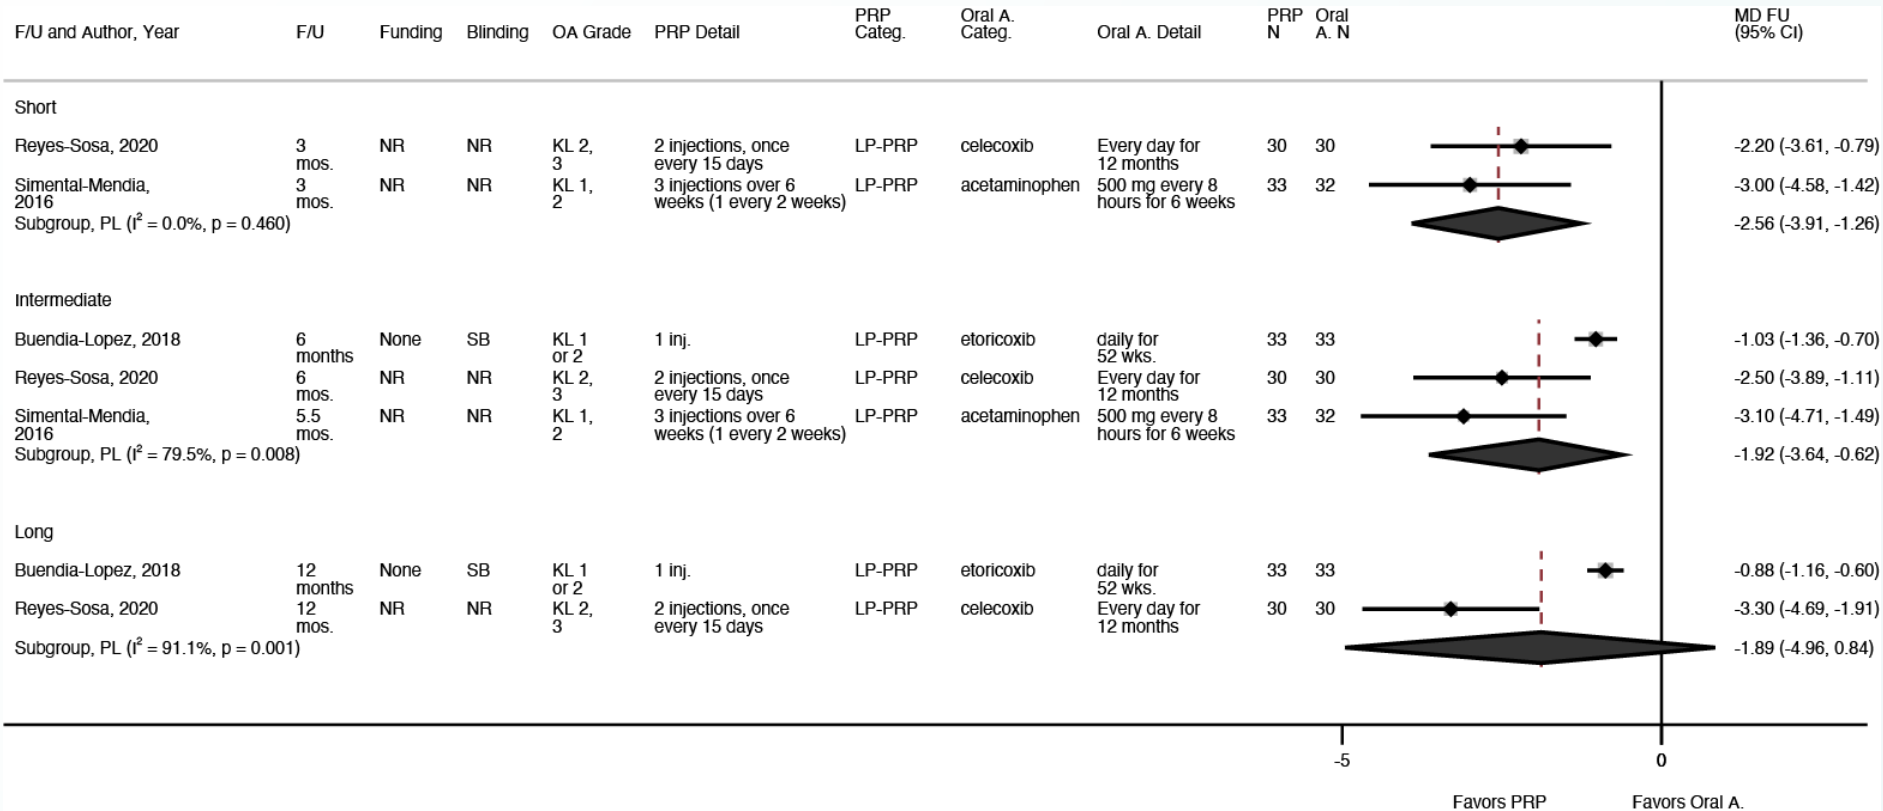 F/U and Author, Year F/U Funding Blinding OA Grade PRP Detail PRP Categ. Oral A. Categ. Oral A. Detail PRP N Oral A. N MD FU (95% CI)
Short
Reyes-Sosa, 2020 3 mos. NR NR KL 2, 3 2 injections, once every 15 days LP-PRP celecoxib Every day for 12 months 30 30 -2.20 (-3.61, -0.79)
Simental-Mendia, 2016 3 mos. NR NR KL 1, 2 3 injections over 6 weeks (1 every 2 weeks) LP-PRP acetaminophen 500 mg every 8 hours for 6 weeks 33 32 -3.00 (-4.58, -1.42)
Subgroup, PL (I² = 0.0%, p = 0.460) -2.56 (-3.91, -1.26)
Intermediate
Buendia-Lopez, 2018 6 months None SB KL 1 or 2 1 inj. LP-PRP etoricoxib daily for 52 wks. 33 33 -1.03 (-1.36, -0.70)
Reyes-Sosa, 2020 6 mos. NR NR KL 2, 3 2 injections, once every 15 days LP-PRP celecoxib Every day for 12 months 30 30 -2.50 (-3.89, -1.11)
Simental-Mendia, 2016 5.5 mos. NR NR KL 1, 2 3 injections over 6 weeks (1 every 2 weeks) LP-PRP acetaminophen 500 mg every 8 hours for 6 weeks 33 32 -3.10 (-4.71, -1.49)
Subgroup, PL (I² = 79.5%, p = 0.008) -1.92 (-3.64, -0.62)
Long
Buendia-Lopez, 2018 12 months None SB KL 1 or 2 1 inj. LP-PRP etoricoxib daily for 52 wks. 33 33 -0.88 (-1.16, -0.60)
Reyes-Sosa, 2020 12 mos. NR NR KL 2, 3 2 injections, once every 15 days LP-PRP celecoxib Every day for 12 months 30 30 -3.30 (-4.69, -1.91)
Subgroup, PL (I² = 91.1%, p = 0.001) -1.89 (-4.96, 0.84)
-5 0
Favors PRP Favors Oral A.